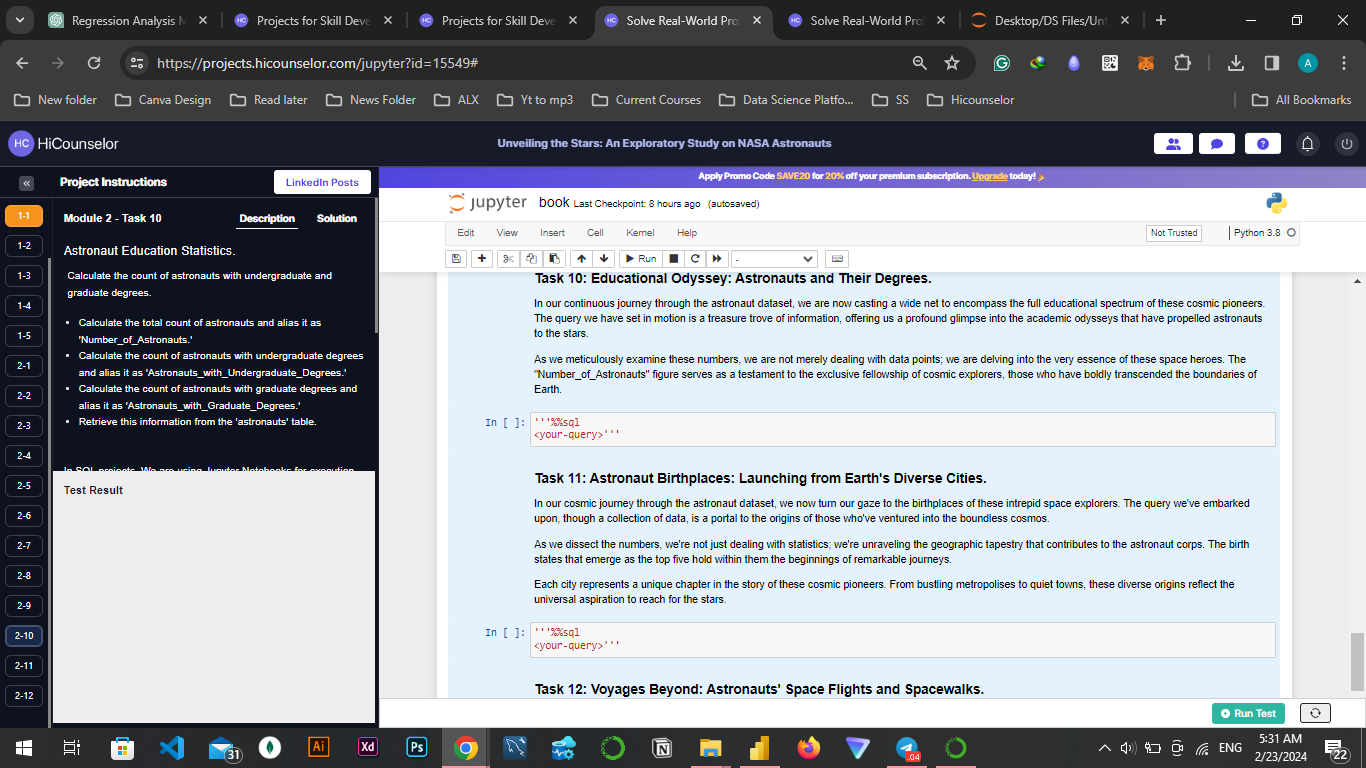 Regression Analysis M
Projects for Skill Deve
Projects for Skill Deve
Solve Real-World Pro
Solve Real-World Pro
Desktop/DS Files/Unt
https://projects.hicounselor.com/jupyter?id=15549#
A
New folder
Canva Design
Read later
News Folder
ALX
Yt to mp3
Current Courses
Data Science Platfo...
SS
Hicounselor
All Bookmarks
HC HiCounselor
Unveiling the Stars: An Exploratory Study on NASA Astronauts
Project Instructions
LinkedIn Posts
Apply Promo Code SAVE20 for 20% off your premium subscription. Upgrade today!
1-1
1-2
1-3
1-4
1-5
2-1
2-2
2-3
2-4
2-5
2-6
2-7
2-8
2-9
2-10
2-11
2-12
Module 2 - Task 10
Description
Solution
Astronaut Education Statistics.
Calculate the count of astronauts with undergraduate and
graduate degrees.
• Calculate the total count of astronauts and alias it as
'Number_of_Astronauts.'
• Calculate the count of astronauts with undergraduate degrees
and alias it as 'Astronauts_with_Undergraduate_Degrees.'
• Calculate the count of astronauts with graduate degrees and
alias it as 'Astronauts_with_Graduate_Degrees.'
• Retrieve this information from the 'astronauts' table.
In SQL projects, We are using Jupyter Notebooks for execution
Test Result
jupyter book Last Checkpoint: 8 hours ago (autosaved)
Edit View Insert Cell Kernel Help
Not Trusted
Python 3.8
Run
-
Task 10: Educational Odyssey: Astronauts and Their Degrees.
In our continuous journey through the astronaut dataset, we are now casting a wide net to encompass the full educational spectrum of these cosmic pioneers.
The query we have set in motion is a treasure trove of information, offering us a profound glimpse into the academic odysseys that have propelled astronauts
to the stars.
As we meticulously examine these numbers, we are not merely dealing with data points; we are delving into the very essence of these space heroes. The
"Number_of_Astronauts" figure serves as a testament to the exclusive fellowship of cosmic explorers, those who have boldly transcended the boundaries of
Earth.
In [ ]: '''%%sql
<your-query>'''
Task 11: Astronaut Birthplaces: Launching from Earth's Diverse Cities.
In our cosmic journey through the astronaut dataset, we now turn our gaze to the birthplaces of these intrepid space explorers. The query we've embarked
upon, though a collection of data, is a portal to the origins of those who've ventured into the boundless cosmos.
As we dissect the numbers, we're not just dealing with statistics; we're unraveling the geographic tapestry that contributes to the astronaut corps. The birth
states that emerge as the top five hold within them the beginnings of remarkable journeys.
Each city represents a unique chapter in the story of these cosmic pioneers. From bustling metropolises to quiet towns, these diverse origins reflect the
universal aspiration to reach for the stars.
In [ ]: '''%%sql
<your-query>'''
Task 12: Voyages Beyond: Astronauts' Space Flights and Spacewalks.
Run Test
31
Ai
Xd
Ps
.04
ENG
5:31 AM
2/23/2024
22